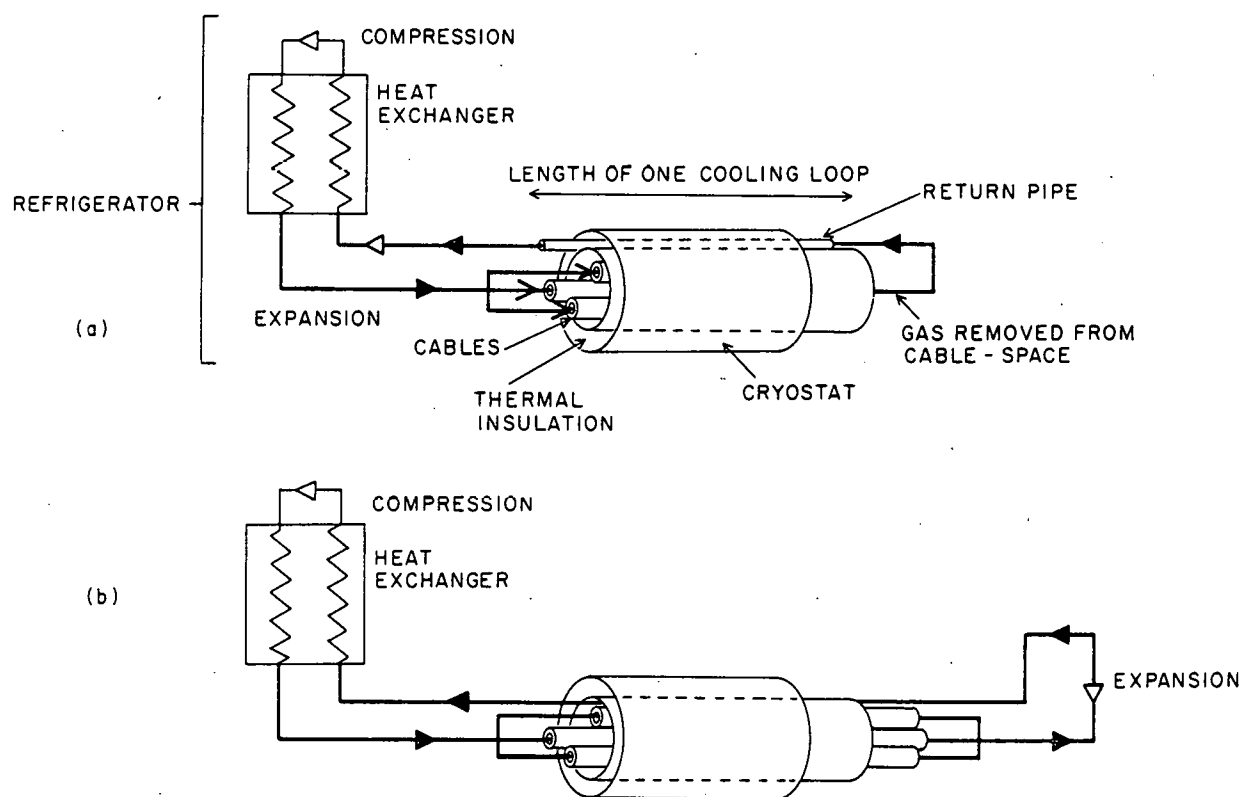 COMPRESSION
HEAT
EXCHANGER
REFRIGERATOR
LENGTH OF ONE COOLING LOOP
RETURN PIPE
(a)
EXPANSION
CABLES
THERMAL
INSULATION
CRYOSTAT
GAS REMOVED FROM
CABLE - SPACE
COMPRESSION
HEAT
EXCHANGER
(b)
EXPANSION